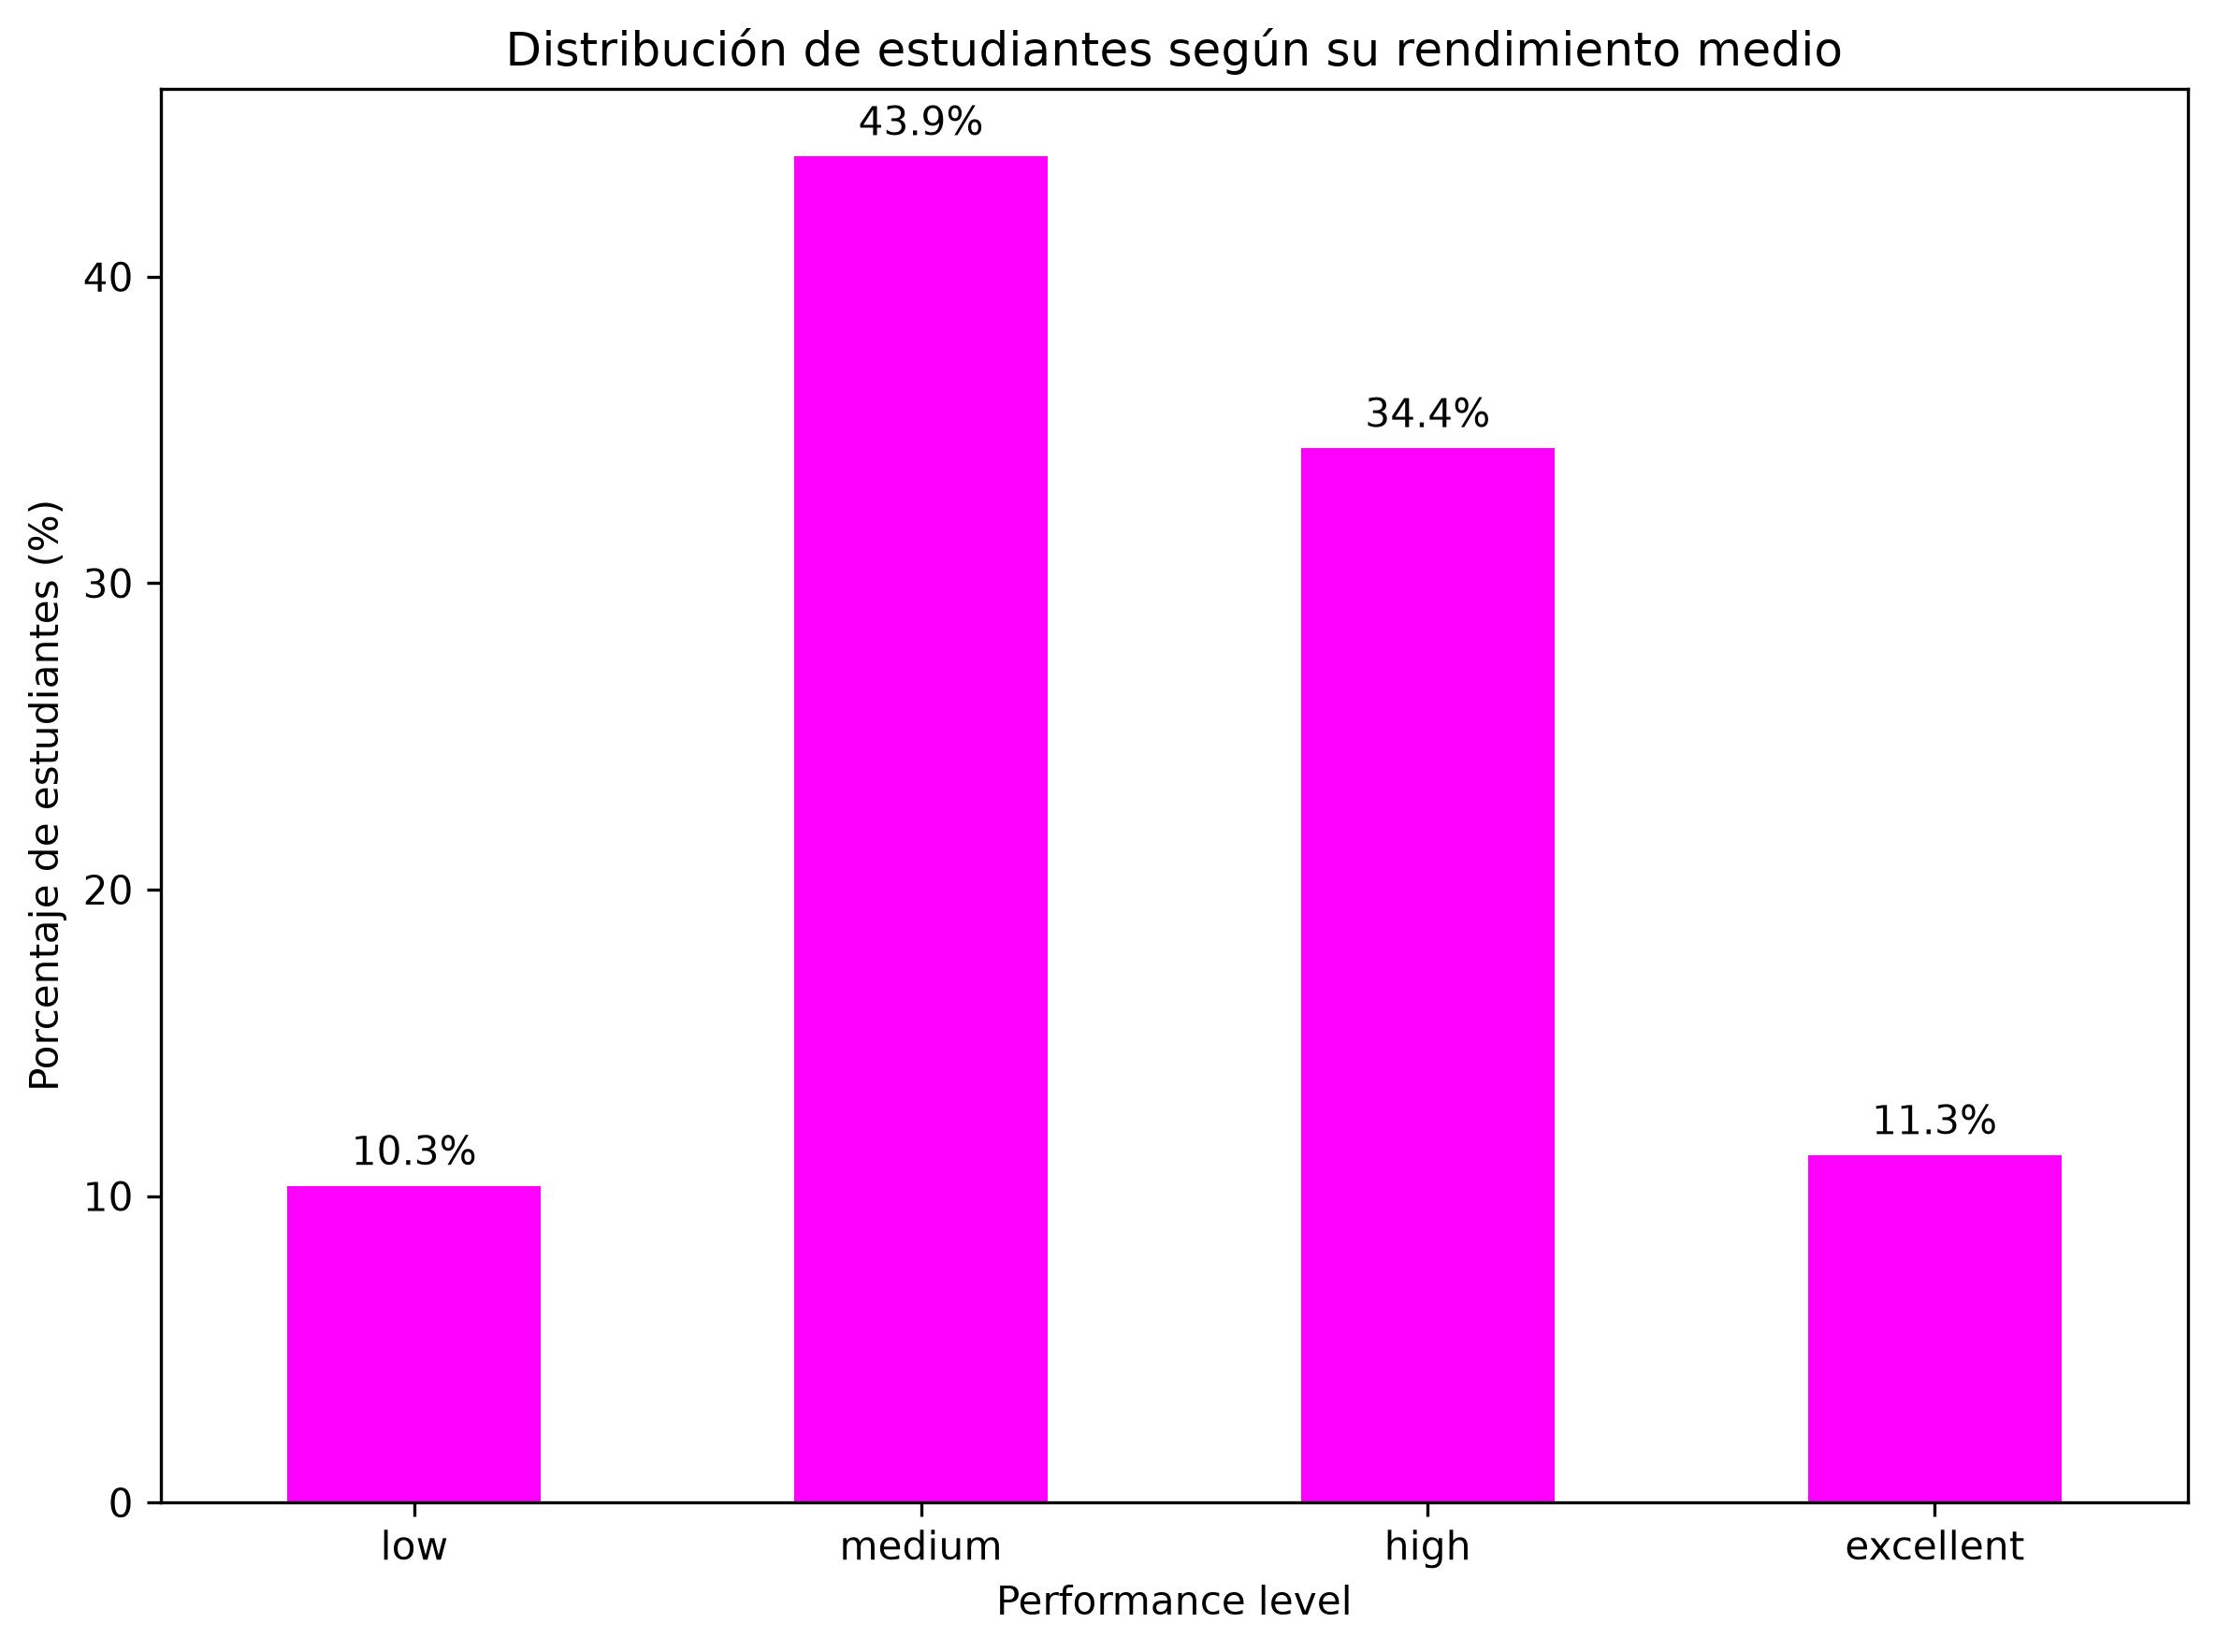 Distribución de estudiantes según su rendimiento medio
Porcentaje de estudiantes (%)
40
30
20
10
0
10.3%
43.9%
34.4%
11.3%
low
medium
high
excellent
Performance level